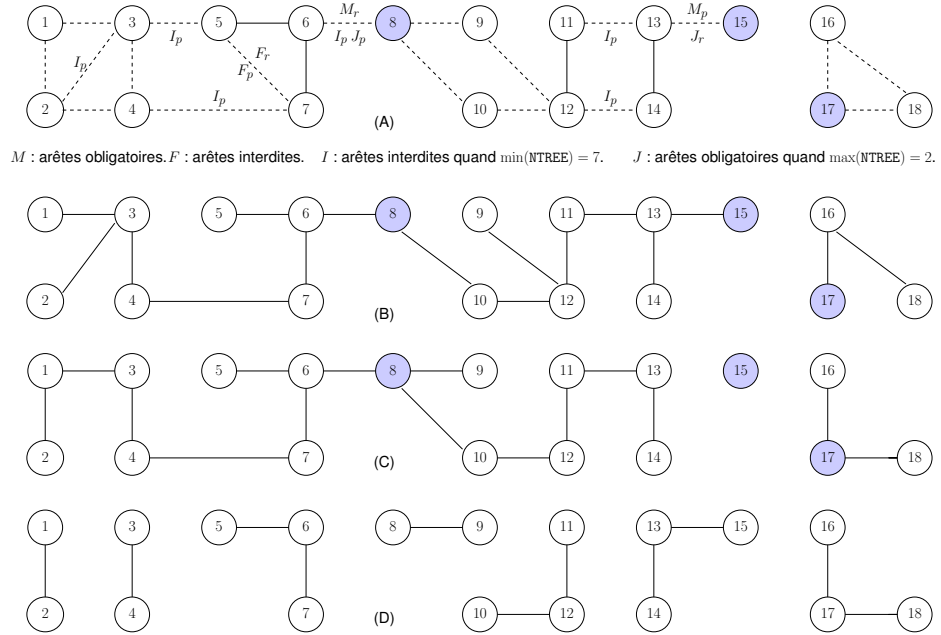 M_r M_p
1 3 5 6 8 9 11 13 15 16
I_p I_p J_p I_p J_r
I_p F_r
F_p
I_p I_p
2 4 7 10 12 14 17 18
(A)
M : arêtes obligatoires. F : arêtes interdites. I : arêtes interdites quand min(NTREE) = 7. J : arêtes obligatoires quand max(NTREE) = 2.
1 3 5 6 8 9 11 13 15 16
2 4 7 10 12 14 17 18
(B)
1 3 5 6 8 9 11 13 15 16
2 4 7 10 12 14 17 18
(C)
1 3 5 6 8 9 11 13 15 16
2 4 7 10 12 14 17 18
(D)